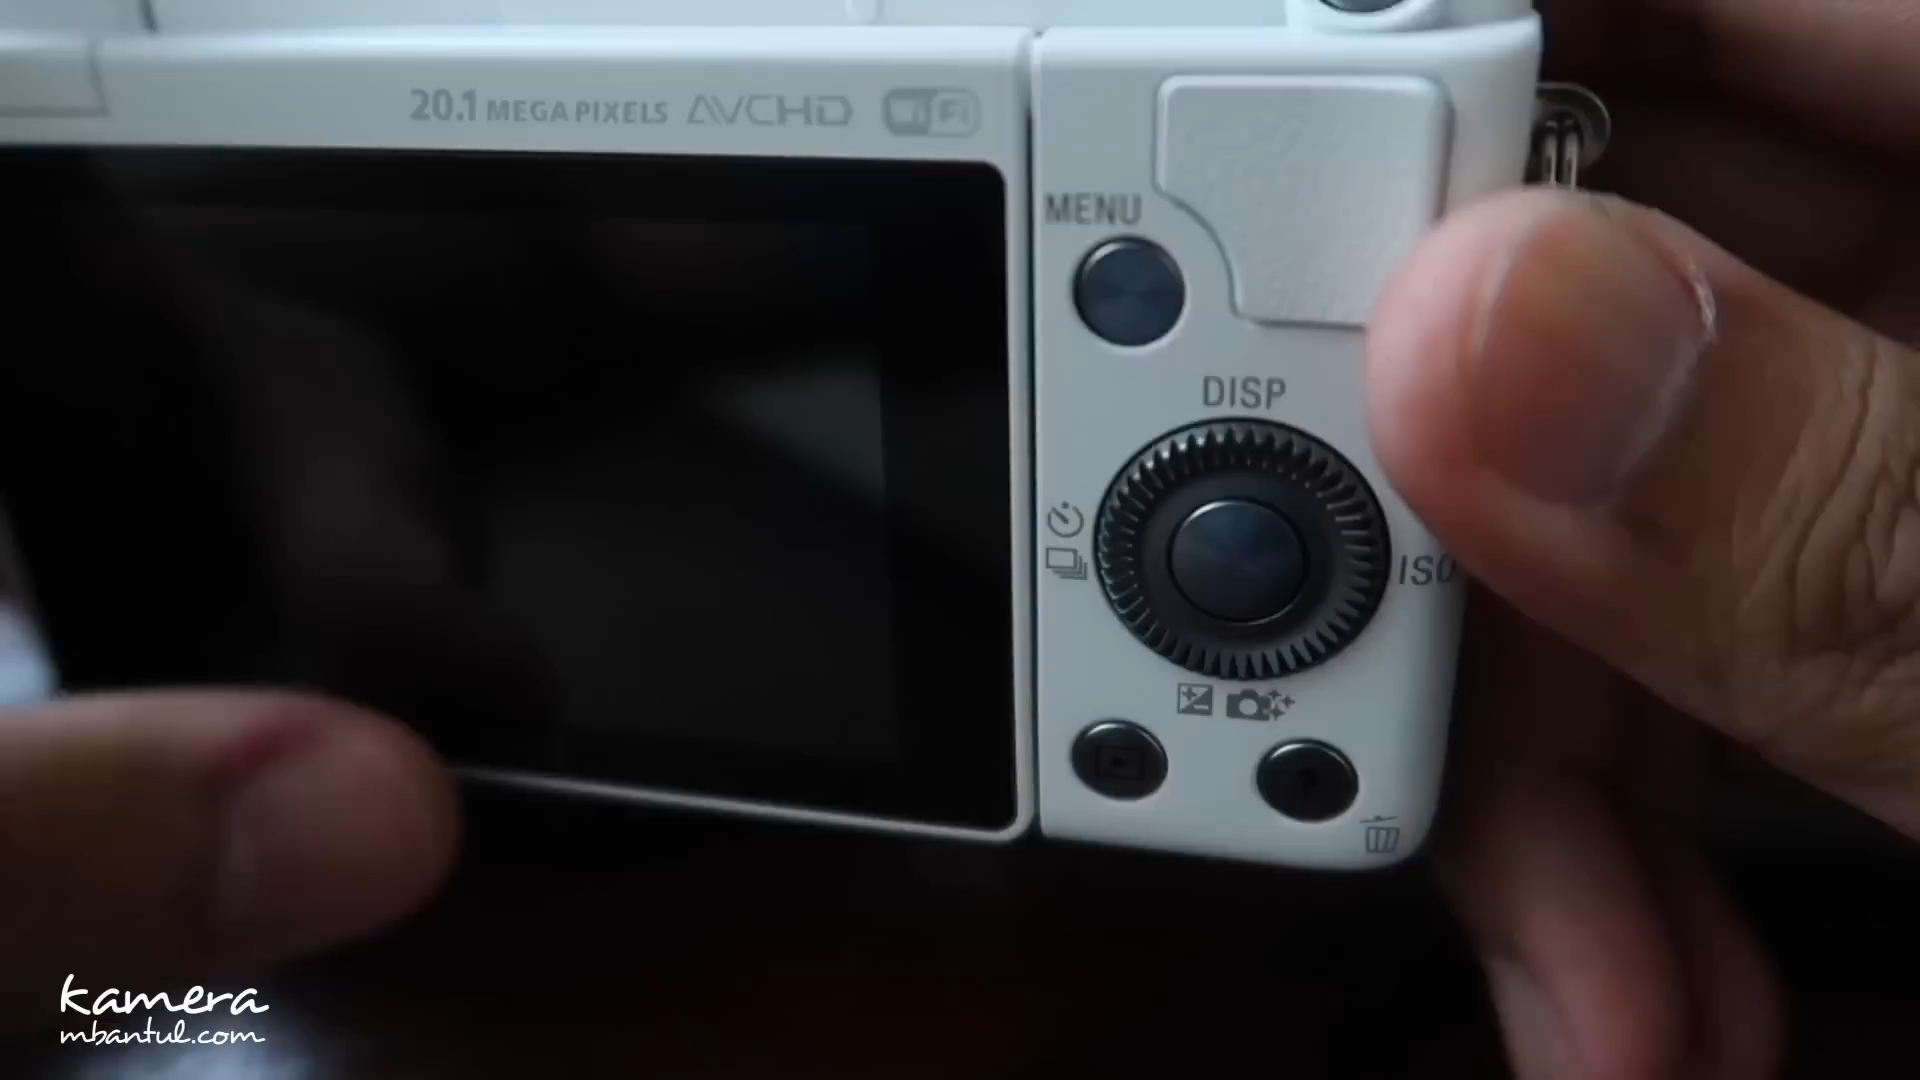 20.1 MEGA PIXELS AVCHD Wi Fi
MENU
DISP
ISO
kamera
mbantul.com